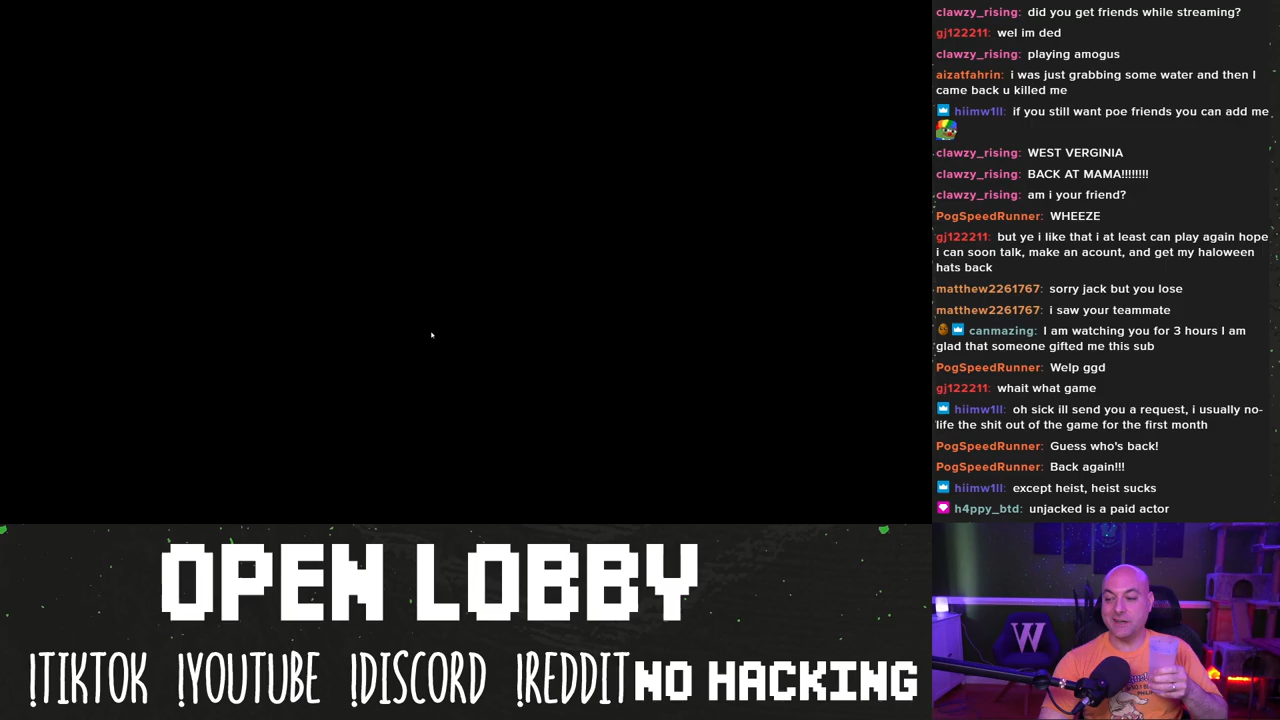 clawzy_rising: did you get friends while streaming?
gj122211: wel im ded
clawzy_rising: playing amogus
aizatfahrin: i was just grabbing some water and then I
came back u killed me
hiimw1ll: if you still want poe friends you can add me
clawzy_rising: WEST VERGINIA
clawzy_rising: BACK AT MAMA!!!!!!!!
clawzy_rising: am i your friend?
PogSpeedRunner: WHEEZE
gj122211: but ye i like that i at least can play again hope
i can soon talk, make an acount, and get my haloween
hats back
matthew2261767: sorry jack but you lose
matthew2261767: i saw your teammate
canmazing: I am watching you for 3 hours I am
glad that someone gifted me this sub
PogSpeedRunner: Welp ggd
gj122211: whait what game
hiimw1ll: oh sick ill send you a request, i usually no-
life the shit out of the game for the first month
PogSpeedRunner: Guess who's back!
PogSpeedRunner: Back again!!!
hiimw1ll: except heist, heist sucks
h4ppy_btd: unjacked is a paid actor
OPEN LOBBY
!TIKTOK !YOUTUBE !DISCORD !REDDIT NO HACKING
W